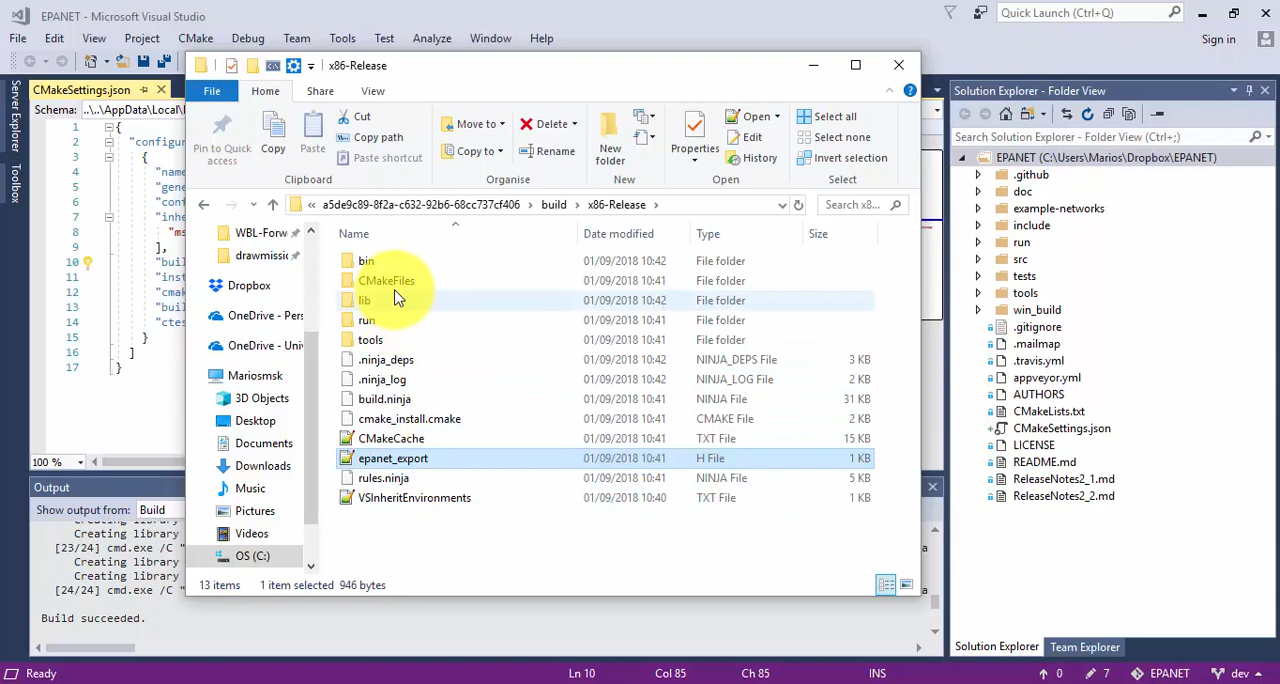 EPANET - Microsoft Visual Studio
Quick Launch (Ctrl+Q)
File Edit View Project CMake Debug Team Tools Test Analyze Window Help
Sign in
x86-Release
File Home Share View
Pin to Quick access
Copy
Paste
Cut
Copy path
Paste shortcut
Clipboard
Move to
Copy to
Delete
Rename
Organise
New folder
New
Properties
Open
Edit
History
Open
Select all
Select none
Invert selection
Select
« a5de9c89-8f2a-c632-92b6-68cc737cf406 > build > x86-Release >
Search x8...
WBL-Forw
drawmissic
Dropbox
OneDrive - Pers
OneDrive - Univ
Mariosmsk
3D Objects
Desktop
Documents
Downloads
Music
Pictures
Videos
OS (C:)
Name Date modified Type Size
bin 01/09/2018 10:42 File folder
CMakeFiles 01/09/2018 10:41 File folder
lib 01/09/2018 10:42 File folder
run 01/09/2018 10:41 File folder
tools 01/09/2018 10:41 File folder
.ninja_deps 01/09/2018 10:42 NINJA_DEPS File 3 KB
.ninja_log 01/09/2018 10:42 NINJA_LOG File 2 KB
build.ninja 01/09/2018 10:41 NINJA File 31 KB
cmake_install.cmake 01/09/2018 10:41 CMAKE File 2 KB
CMakeCache 01/09/2018 10:41 TXT File 15 KB
epanet_export 01/09/2018 10:41 H File 1 KB
rules.ninja 01/09/2018 10:41 NINJA File 5 KB
VSInheritEnvironments 01/09/2018 10:40 TXT File 1 KB
13 items 1 item selected 946 bytes
Server Explorer
Toolbox
CMakeSettings.json
Schema: ..\..\AppData\Local\
1 {
2 "configu
3 {
4 "name
5 "gene
6 "conf
7 "inhe
8 "ms
9 ],
10 "buil
11 "inst
12 "cmak
13 "buil
14 "ctes
15 }
16 ]
17 }
100 %
Output
Show output from: Build
Creating library
[23/24] cmd.exe /C "
Creating library
Creating library
[24/24] cmd.exe /C "
Build succeeded.
Solution Explorer - Folder View
Search Solution Explorer - Folder View (Ctrl+;)
EPANET (C:\Users\Marios\Dropbox\EPANET)
.github
doc
example-networks
include
run
src
tests
tools
win_build
.gitignore
.mailmap
.travis.yml
appveyor.yml
AUTHORS
CMakeLists.txt
CMakeSettings.json
LICENSE
README.md
ReleaseNotes2_1.md
ReleaseNotes2_2.md
Solution Explorer Team Explorer
Ready Ln 10 Col 85 Ch 85 INS 0 7 EPANET dev